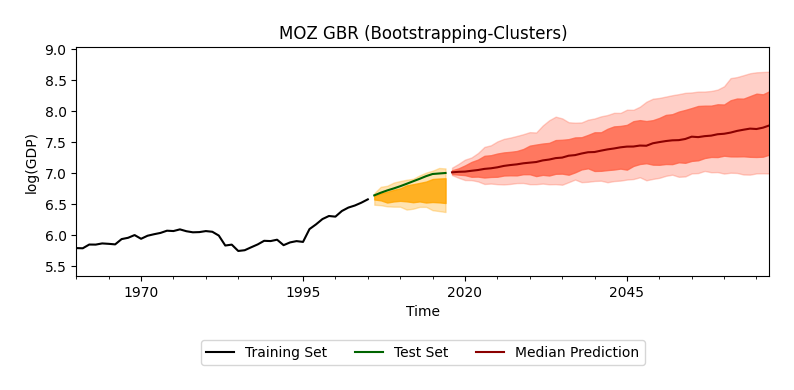 MOZ GBR (Bootstrapping-Clusters)
9.0
8.5
8.0
7.5
7.0
6.5
6.0
5.5
log(GDP)
1970 1995 2020 2045
Time
Training Set Test Set Median Prediction